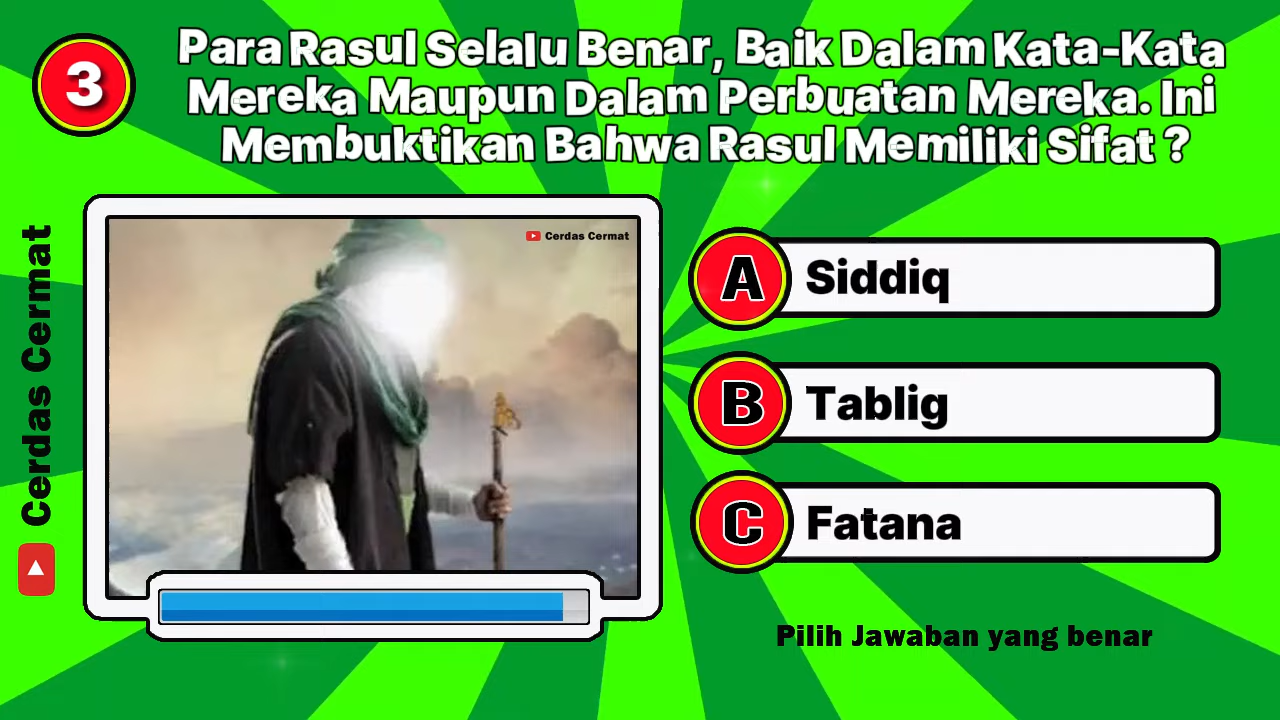 3
Para Rasul Selalu Benar, Baik Dalam Kata-Kata
Mereka Maupun Dalam Perbuatan Mereka. Ini
Membuktikan Bahwa Rasul Memiliki Sifat ?
Cerdas Cermat
Cerdas Cermat
A Siddiq
B Tablig
C Fatana
Pilih Jawaban yang benar